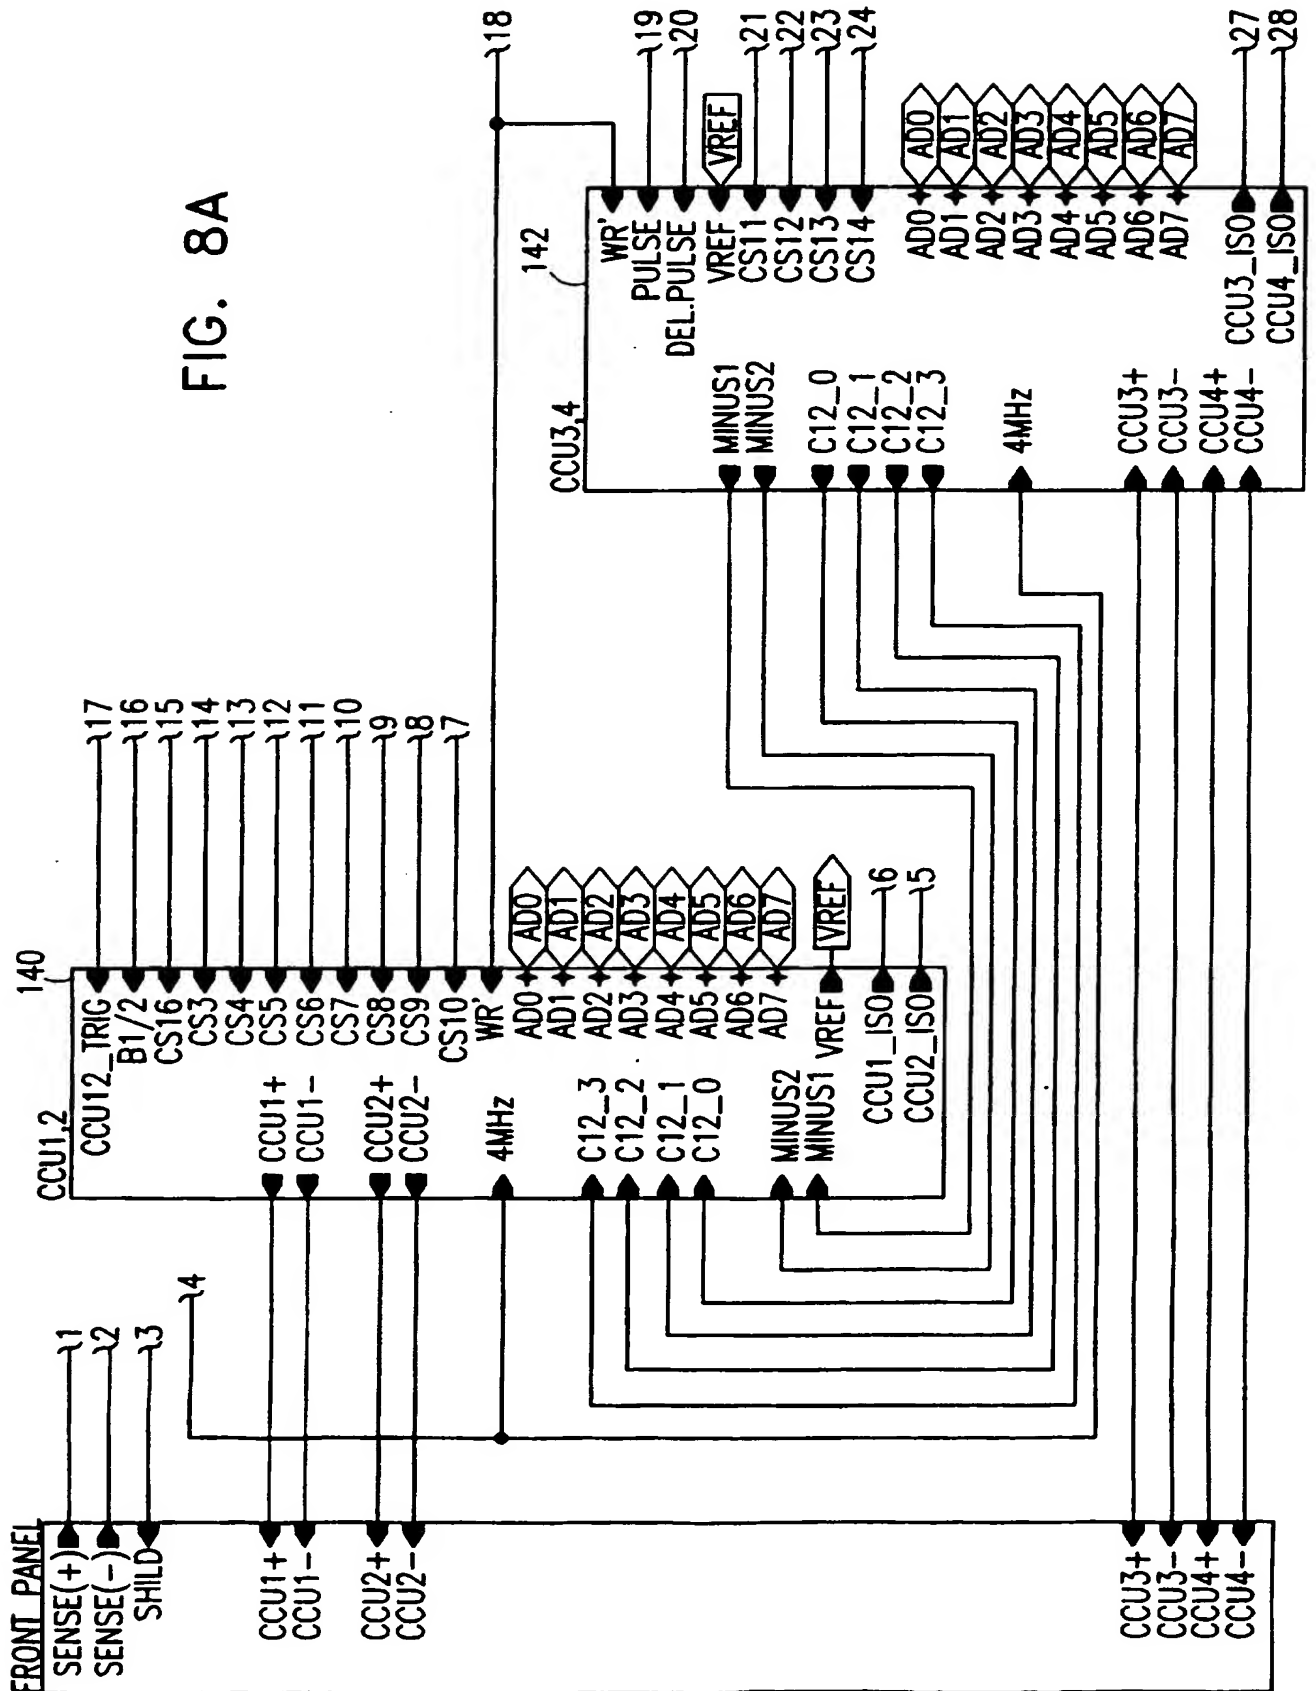 FIG. 8A
FRONT PANEL
SENSE(+)
SENSE(-)
SHILD
CCU1+
CCU1-
CCU2+
CCU2-
CCU3+
CCU3-
CCU4+
CCU4-
1
2
3
4
CCU1,2
140
CCU12_TRIG
B1/2
CS16
CS3
CS4
CS5
CS6
CS7
CS8
CS9
CS10
WR'
AD0
AD1
AD2
AD3
AD4
AD5
AD6
AD7
VREF
CCU1_ISO
CCU2_ISO
CCU1+
CCU1-
CCU2+
CCU2-
4MHz
C12_3
C12_2
C12_1
C12_0
MINUS2
MINUS1
17
16
15
14
13
12
11
10
9
8
7
AD0
AD1
AD2
AD3
AD4
AD5
AD6
AD7
VREF
6
5
18
CCU3,4
142
WR'
PULSE
DEL.PULSE
VREF
CS11
CS12
CS13
CS14
AD0
AD1
AD2
AD3
AD4
AD5
AD6
AD7
CCU3_ISO
CCU4_ISO
MINUS1
MINUS2
C12_0
C12_1
C12_2
C12_3
4MHz
CCU3+
CCU3-
CCU4+
CCU4-
19
20
VREF
21
22
23
24
AD0
AD1
AD2
AD3
AD4
AD5
AD6
AD7
27
28